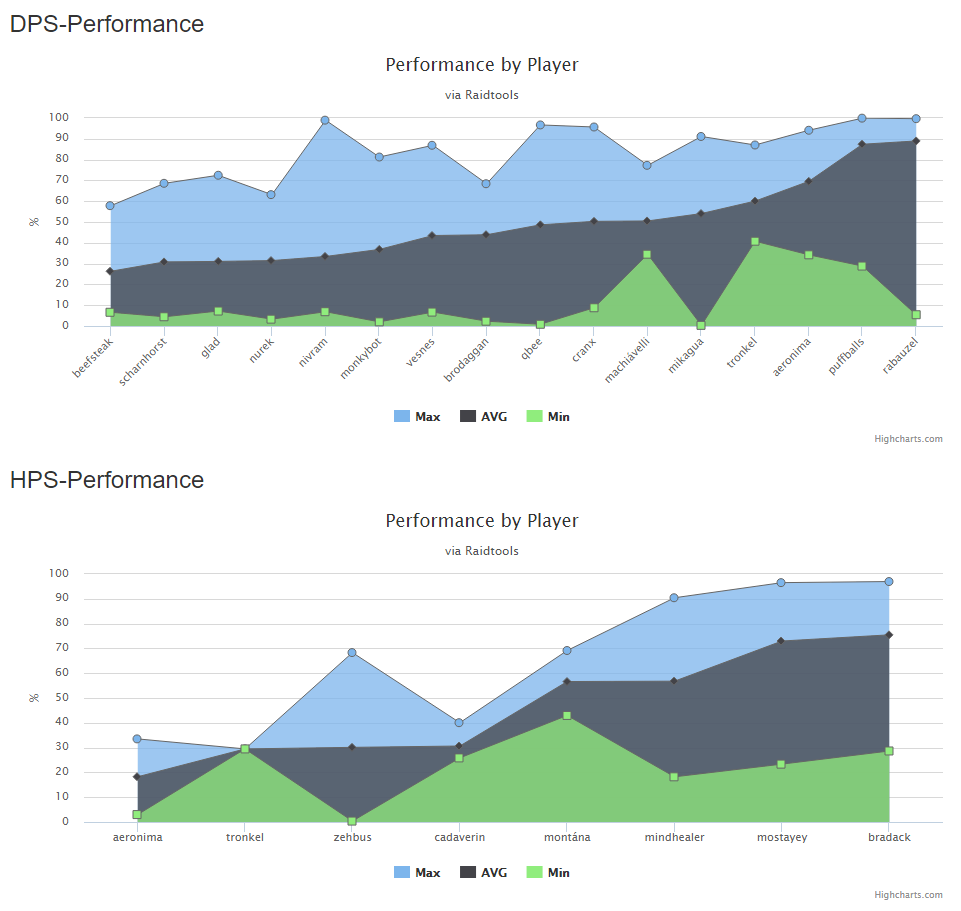 DPS-Performance
Performance by Player
via Raidtools
100
90
80
70
60
50
40
30
20
10
0
%
beefsteak
scharnhorst
glad
nurek
nivram
monkybot
vesnes
brodaggan
qbee
cranx
machiávelli
mikagua
tronkel
aeronima
puffballs
rabauzel
Max AVG Min
Highcharts.com
HPS-Performance
Performance by Player
via Raidtools
100
90
80
70
60
50
40
30
20
10
0
%
aeronima tronkel zehbus cadaverin montána mindhealer mostayey bradack
Max AVG Min
Highcharts.com